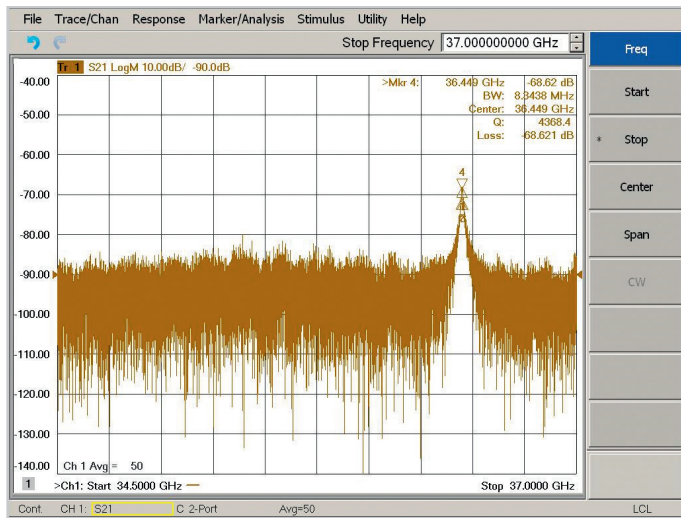 File Trace/Chan Response Marker/Analysis Stimulus Utility Help
Stop Frequency 37.000000000 GHz
Freq
Tr 1 S21 LogM 10.00dB/ -90.0dB
>Mkr 4: 36.449 GHz -68.62 dB
BW: 8.3438 MHz
Center: 36.449 GHz
Q: 4368.4
Loss: -68.621 dB
-40.00
-50.00
-60.00
-70.00
-80.00
-90.00
-100.00
-110.00
-120.00
-130.00
-140.00
4
Ch 1 Avg = 50
1 >Ch1: Start 34.5000 GHz Stop 37.0000 GHz
Start
* Stop
Center
Span
CW
Cont. CH 1: S21 C 2-Port Avg=50 LCL